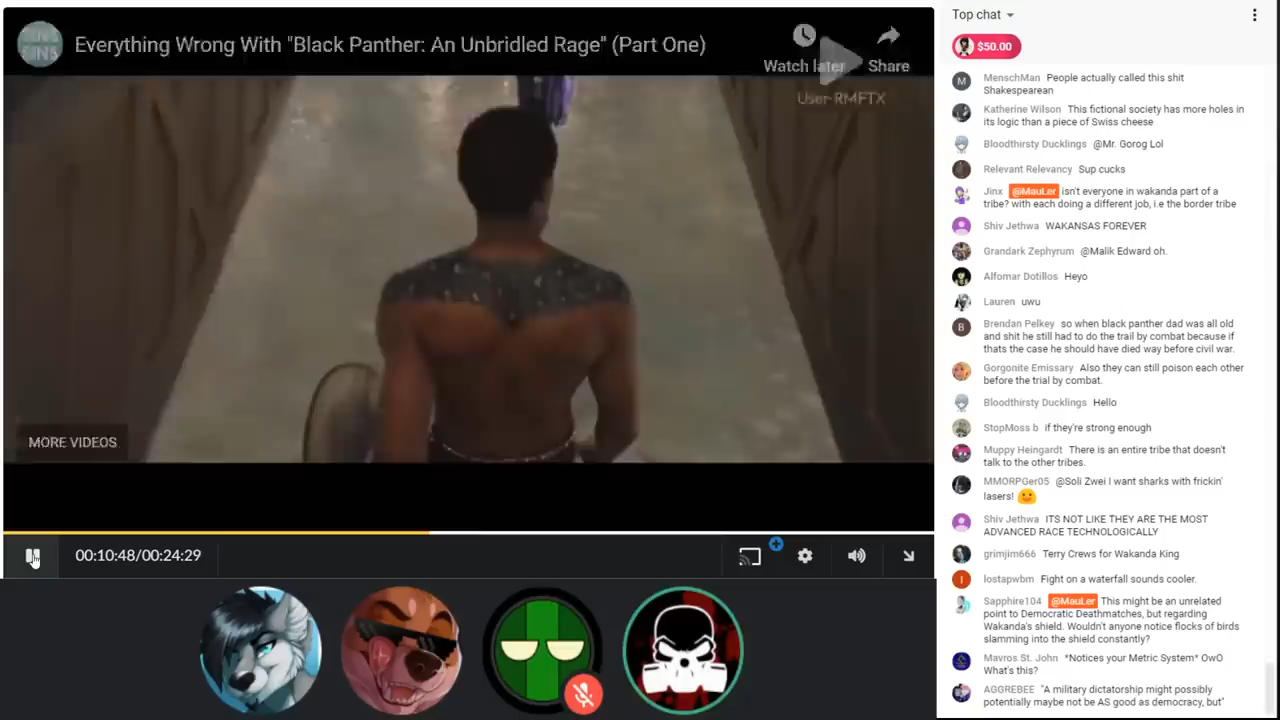 Everything Wrong With "Black Panther: An Unbridled Rage" (Part One)
Watch later
Share
User-RMFTX
MORE VIDEOS
00:10:48/00:24:29
Top chat
$50.00
M
MenschMan People actually called this shit
Shakespearean
Katherine Wilson This fictional society has more holes in
its logic than a piece of Swiss cheese
Bloodthirsty Ducklings @Mr. Gorog Lol
Relevant Relevancy Sup cucks
Jinx @MauLer isn't everyone in wakanda part of a
tribe? with each doing a different job, i.e the border tribe
Shiv Jethwa WAKANSAS FOREVER
Grandark Zephyrum @Malik Edward oh.
Alfomar Dotillos Heyo
Lauren uwu
B
Brendan Pelkey so when black panther dad was all old
and shit he still had to do the trail by combat because if
thats the case he should have died way before civil war.
Gorgonite Emissary Also they can still poison each other
before the trial by combat.
Bloodthirsty Ducklings Hello
StopMoss b if they're strong enough
Muppy Heingardt There is an entire tribe that doesn't
talk to the other tribes.
MMORPGer05 @Soli Zwei I want sharks with frickin'
lasers!
Shiv Jethwa ITS NOT LIKE THEY ARE THE MOST
ADVANCED RACE TECHNOLOGICALLY
grimjim666 Terry Crews for Wakanda King
I
lostapwbm Fight on a waterfall sounds cooler.
Sapphire104 @MauLer This might be an unrelated
point to Democratic Deathmatches, but regarding
Wakanda's shield. Wouldn't anyone notice flocks of birds
slamming into the shield constantly?
Mavros St. John *Notices your Metric System* OwO
What's this?
AGGREBEE "A military dictatorship might possibly
potentially maybe not be AS good as democracy, but"